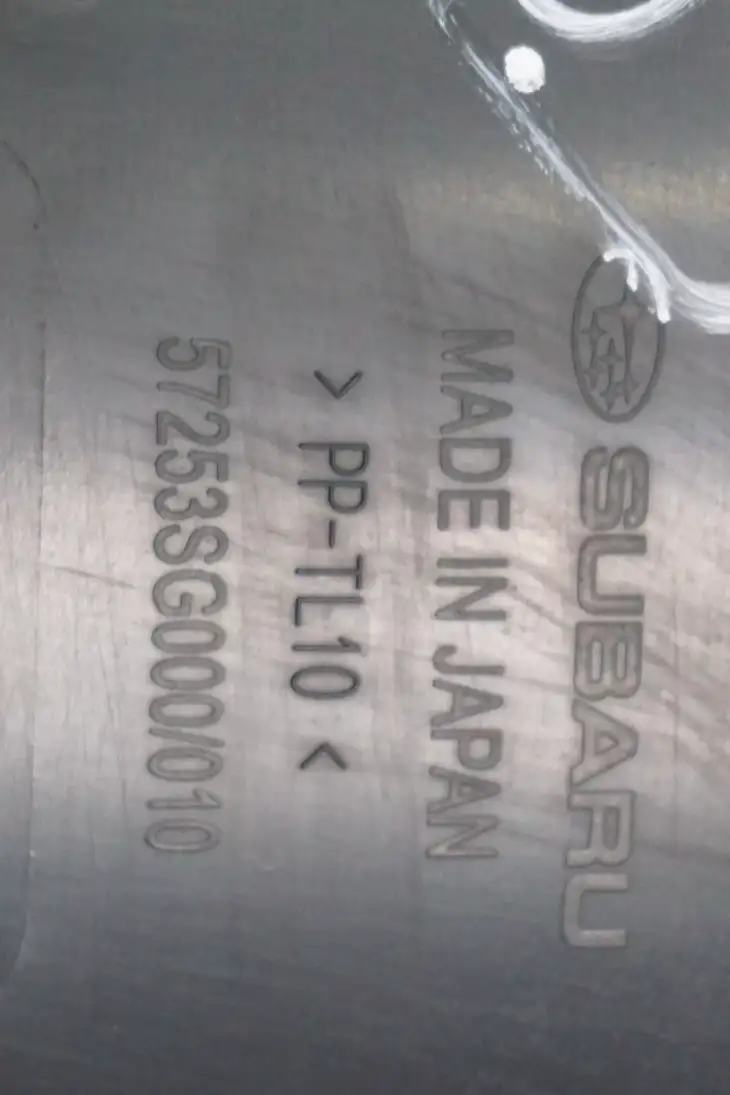 SUBARU
MADE IN JAPAN
> PP-TL10 <
57253SG000/010